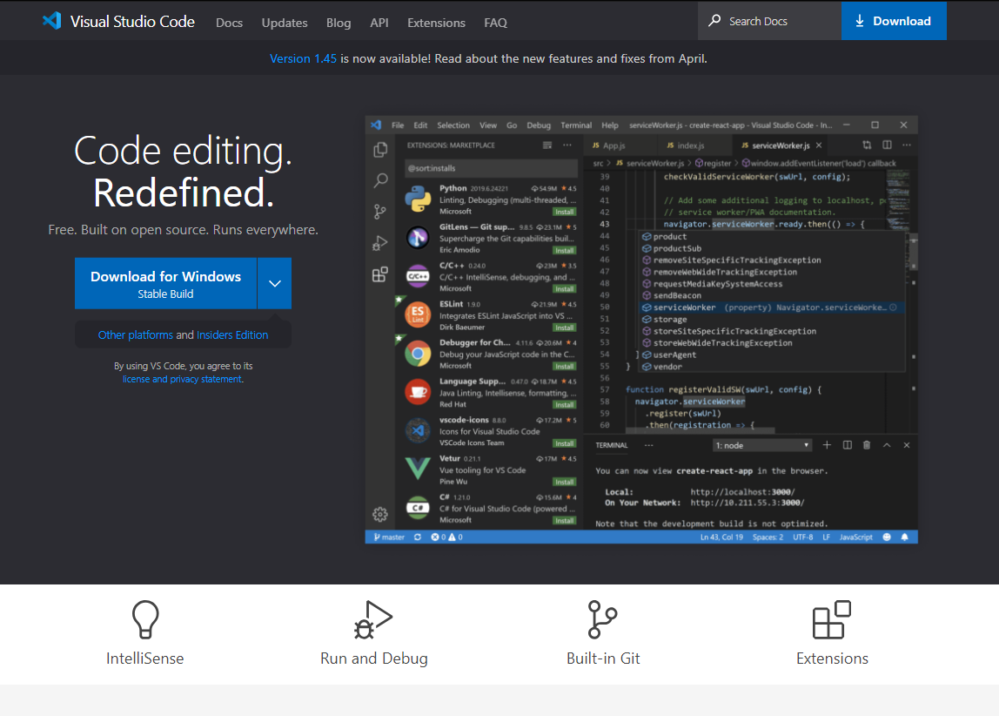 Visual Studio Code Docs Updates Blog API Extensions FAQ Search Docs Download
Version 1.45 is now available! Read about the new features and fixes from April.
Code editing.
Redefined.
Free. Built on open source. Runs everywhere.
Download for Windows
Stable Build
Other platforms and Insiders Edition
By using VS Code, you agree to its
license and privacy statement.
File Edit Selection View Go Debug Terminal Help serviceWorker.js - create-react-app - Visual Studio Code - In...
EXTENSIONS: MARKETPLACE
@sort:installs
Python 2019.6.24221 54.9M 4.5
Linting, Debugging (multi-threaded, ...
Microsoft Install
GitLens — Git sup... 9.8.5 23.1M 5
Supercharge the Git capabilities buil...
Eric Amodio Install
C/C++ 0.24.0 23M 3.5
C/C++ IntelliSense, debugging, and ...
Microsoft Install
ESLint 1.9.0 21.9M 4.5
Integrates ESLint JavaScript into VS ...
Dirk Baeumer Install
Debugger for Ch... 4.11.6 20.6M 4
Debug your JavaScript code in the C...
Microsoft Install
Language Supp... 0.47.0 18.7M 4.5
Java Linting, Intellisense, formatting, ...
Red Hat Install
vscode-icons 8.8.0 17.2M 5
Icons for Visual Studio Code
VSCode Icons Team Install
Vetur 0.21.1 17M 4.5
Vue tooling for VS Code
Pine Wu Install
C# 1.21.0 15.6M 4
C# for Visual Studio Code (powered ...
Microsoft Install
C/C++
ES
Lint
C#
JS App.js JS index.js JS serviceWorker.js
src > JS serviceWorker.js > register > window.addEventListener('load') callback
39 checkValidServiceWorker(swUrl, config);
40
41 // Add some additional logging to localhost, p
42 // service worker/PWA documentation.
43 navigator.serviceWorker.ready.then(() => {
44 product
45 productSub
46 removeSiteSpecificTrackingException
47 removeWebWideTrackingException
48 requestMediaKeySystemAccess
49 sendBeacon
50 serviceWorker (property) Navigator.serviceWorke...
51 storage
52 storeSiteSpecificTrackingException
53 storeWebWideTrackingException
54 } userAgent
55 } vendor
56
57 function registerValidSW(swUrl, config) {
58 navigator.serviceWorker
59 .register(swUrl)
60 .then(registration => {
TERMINAL ... 1: node
You can now view create-react-app in the browser.
Local: http://localhost:3000/
On Your Network: http://10.211.55.3:3000/
Note that the development build is not optimized.
master 0 0 Ln 43, Col 19 Spaces: 2 UTF-8 LF JavaScript
IntelliSense Run and Debug Built-in Git Extensions